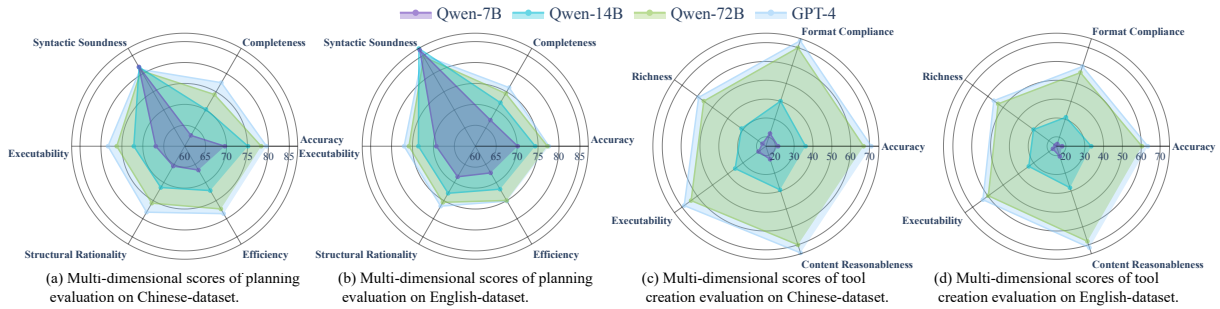 Qwen-7B Qwen-14B Qwen-72B GPT-4
Syntactic Soundness Completeness
Accuracy
Executability
Structural Rationality Efficiency
60 65 70 75 80 85
(a) Multi-dimensional scores of planning
evaluation on Chinese-dataset.
Syntactic Soundness Completeness
Accuracy
Executability
Structural Rationality Efficiency
60 65 70 75 80 85
(b) Multi-dimensional scores of planning
evaluation on English-dataset.
Format Compliance
Richness
Accuracy
Executability
Content Reasonableness
20 30 40 50 60 70
(c) Multi-dimensional scores of tool
creation evaluation on Chinese-dataset.
Format Compliance
Richness
Accuracy
Executability
Content Reasonableness
20 30 40 50 60 70
(d) Multi-dimensional scores of tool
creation evaluation on English-dataset.